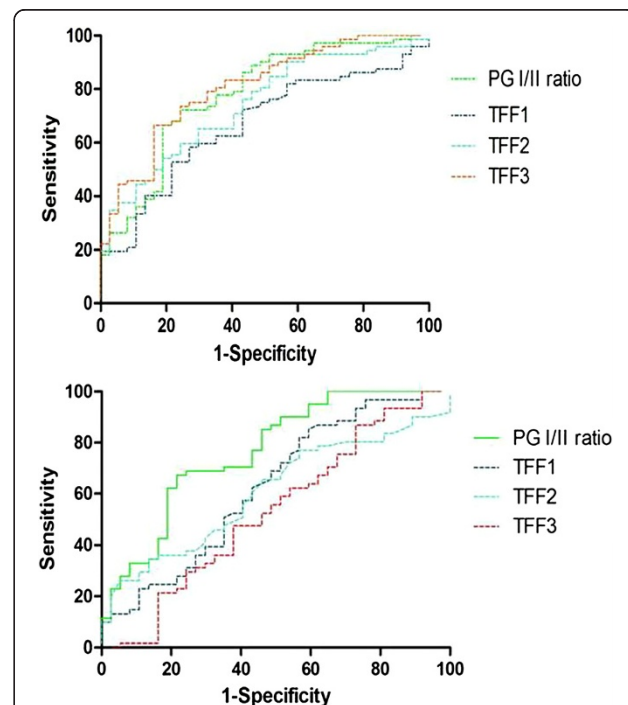 100
80
60
40
20
0
Sensitivity
0 20 40 60 80 100
1-Specificity
PG I/II ratio
TFF1
TFF2
TFF3
100
80
60
40
20
0
Sensitivity
0 20 40 60 80 100
1-Specificity
PG I/II ratio
TFF1
TFF2
TFF3